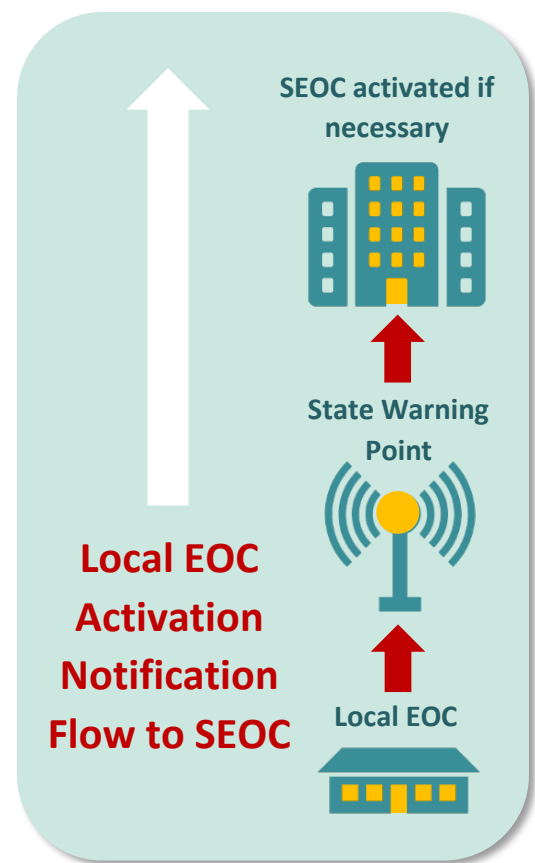 SEOC activated if
necessary
State Warning
Point
Local EOC
Activation
Notification
Flow to SEOC
Local EOC